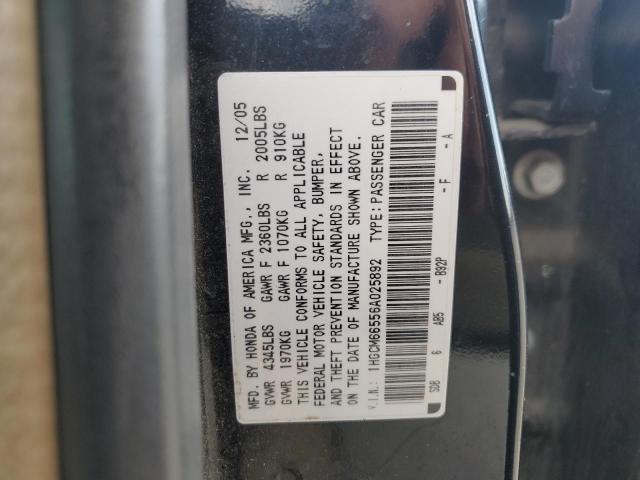 MFD. BY HONDA OF AMERICA MFG., INC. 12/05
GVWR 4345LBS GAWR F 2360LBS R 2005LBS
GVWR 1970KG GAWR F 1070KG R 910KG
THIS VEHICLE CONFORMS TO ALL APPLICABLE
FEDERAL MOTOR VEHICLE SAFETY, BUMPER,
AND THEFT PREVENTION STANDARDS IN EFFECT
ON THE DATE OF MANUFACTURE SHOWN ABOVE.
V.I.N.: 1HGCM66556A025892 TYPE:PASSENGER CAR
SDB 6 AB5 - B92P - F - A